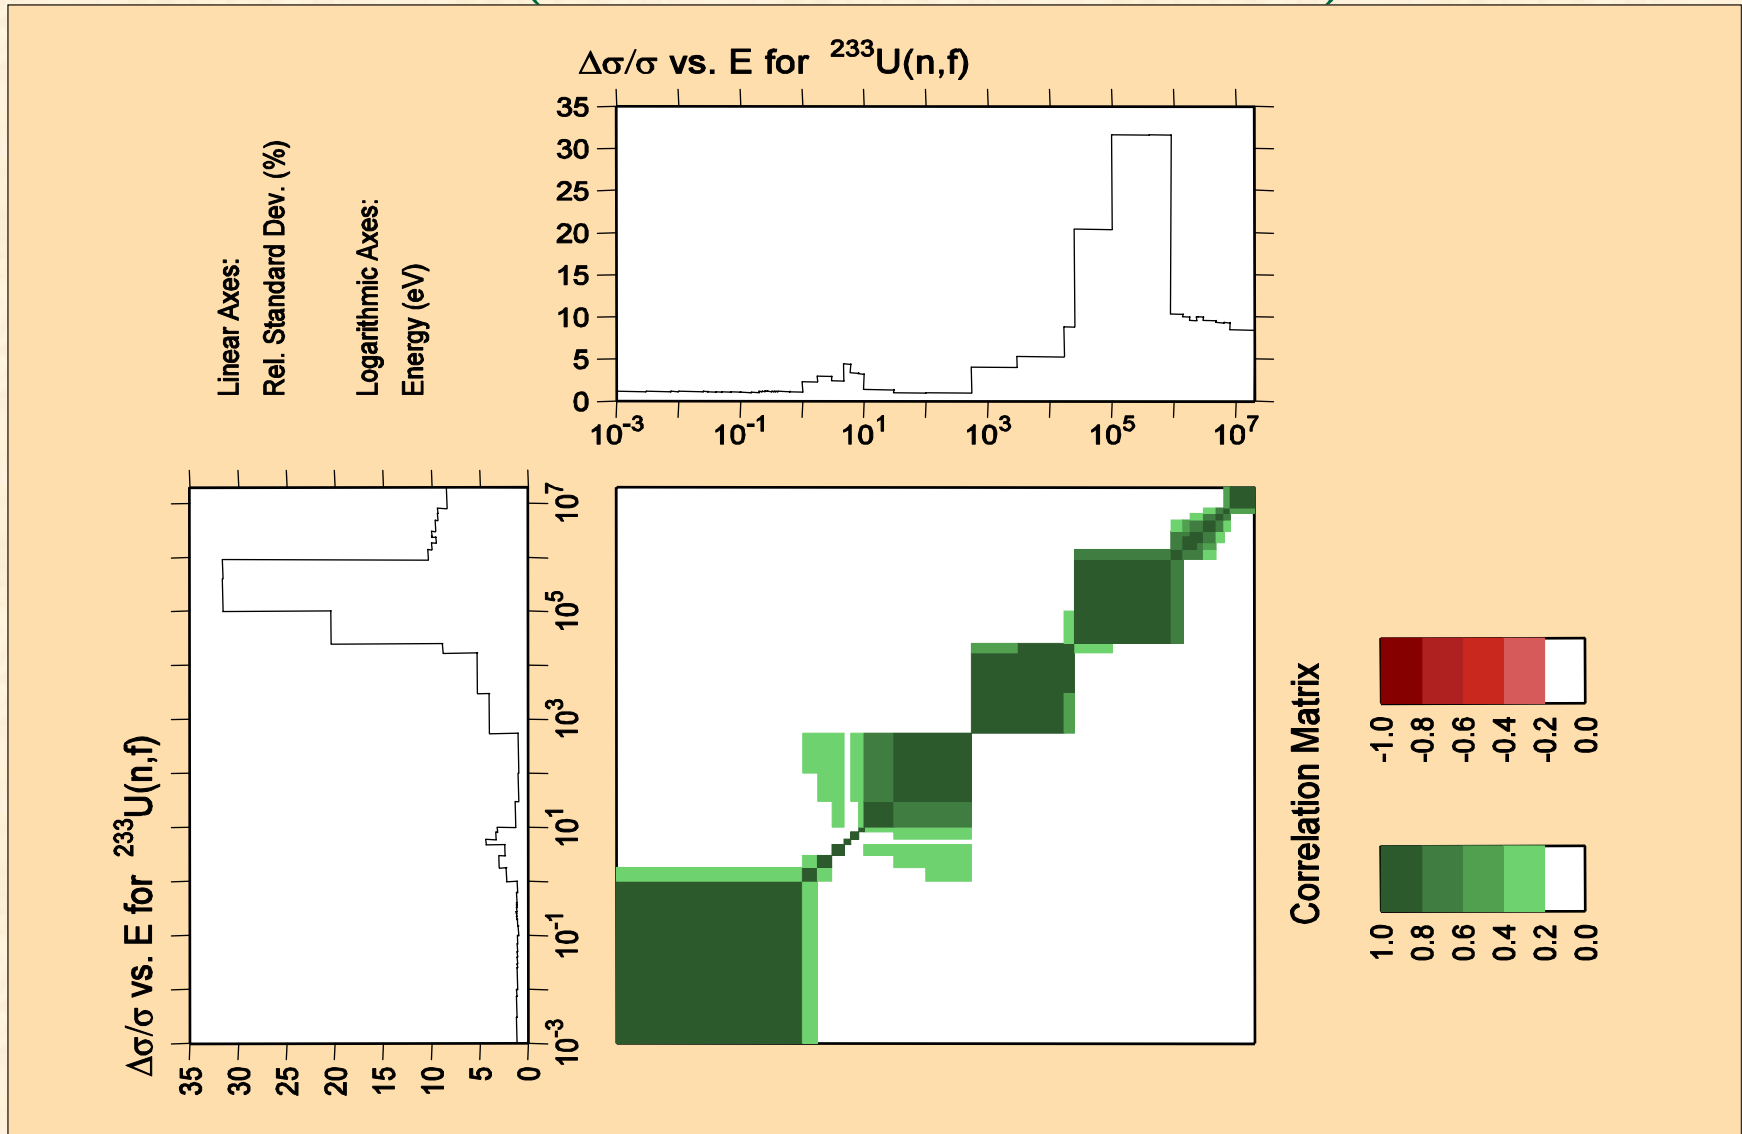 Δσ/σ vs. E for ²³³U(n,f)
35
30
25
20
15
10
5
0
10⁻³ 10⁻¹ 10¹ 10³ 10⁵ 10⁷
Linear Axes:
Rel. Standard Dev. (%)
Logarithmic Axes:
Energy (eV)
Δσ/σ vs. E for ²³³U(n,f)
35 30 25 20 15 10 5 0
10⁻³ 10⁻¹ 10¹ 10³ 10⁵ 10⁷
Correlation Matrix
-1.0 -0.8 -0.6 -0.4 -0.2 0.0
1.0 0.8 0.6 0.4 0.2 0.0